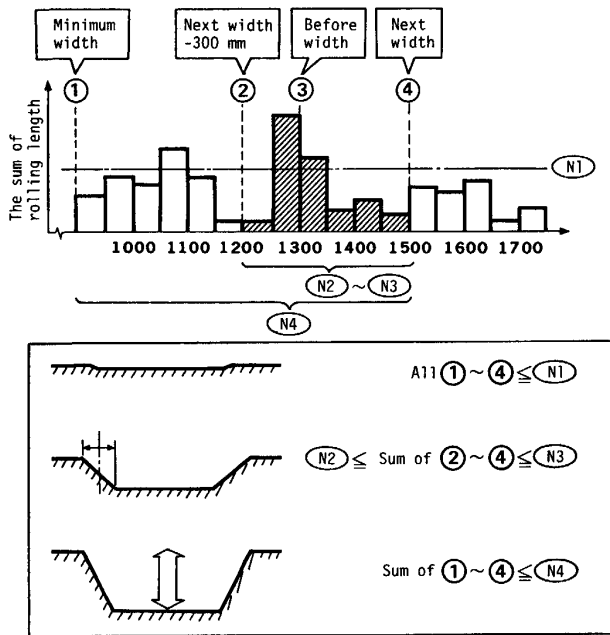 Minimum width
Next width -300 mm
Before width
Next width
① ② ③ ④
The sum of rolling length
N1
1000 1100 1200 1300 1400 1500 1600 1700
N2 ~ N3
N4
All ① ~ ④ ≦ N1
N2 ≦ Sum of ② ~ ④ ≦ N3
Sum of ① ~ ④ ≦ N4